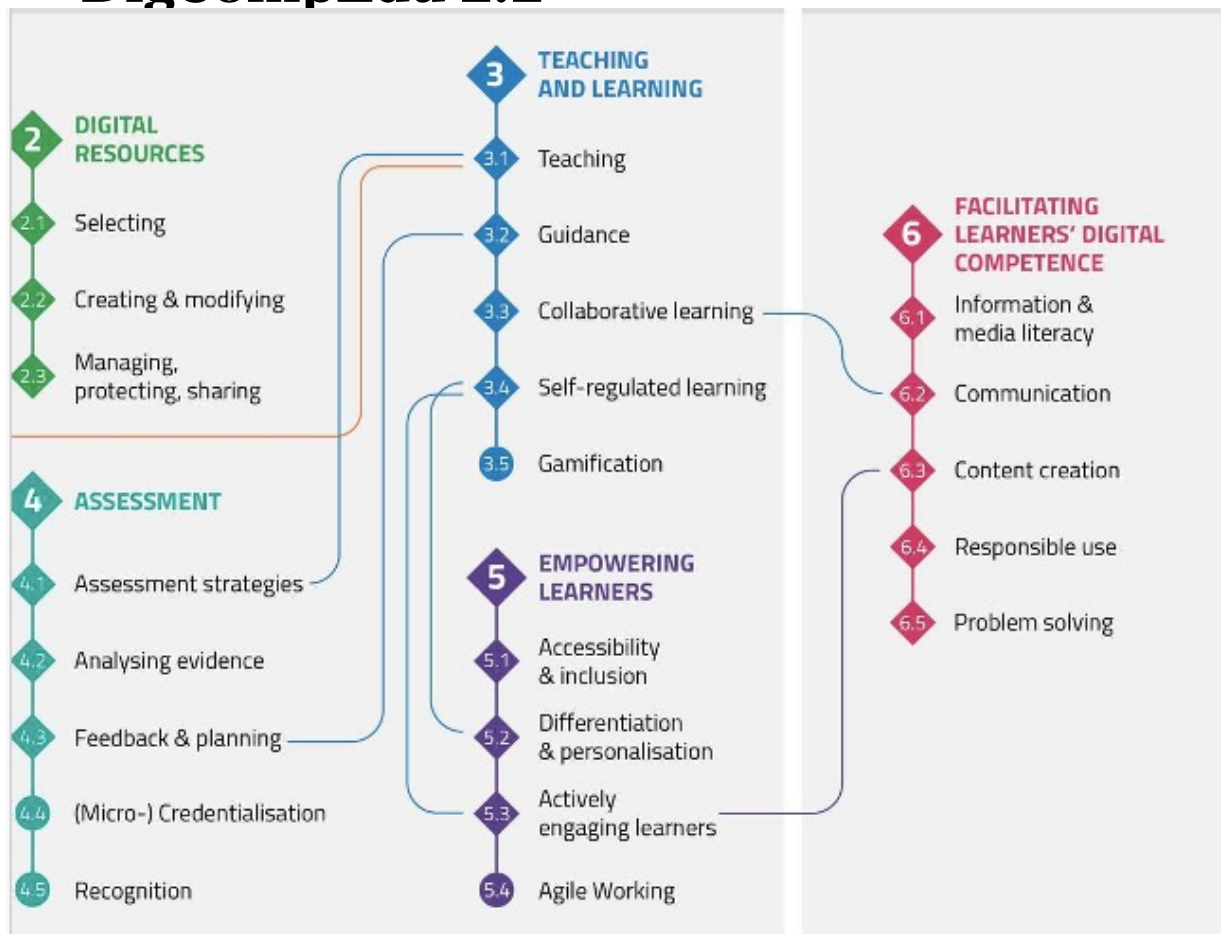 2
DIGITAL
RESOURCES
2.1
Selecting
2.2
Creating & modifying
2.3
Managing,
protecting, sharing
4
ASSESSMENT
4.1
Assessment strategies
4.2
Analysing evidence
4.3
Feedback & planning
4.4
(Micro-) Credentialisation
4.5
Recognition
3
TEACHING
AND LEARNING
3.1
Teaching
3.2
Guidance
3.3
Collaborative learning
3.4
Self-regulated learning
3.5
Gamification
5
EMPOWERING
LEARNERS
5.1
Accessibility
& inclusion
5.2
Differentiation
& personalisation
5.3
Actively
engaging learners
5.4
Agile Working
6
FACILITATING
LEARNERS' DIGITAL
COMPETENCE
6.1
Information &
media literacy
6.2
Communication
6.3
Content creation
6.4
Responsible use
6.5
Problem solving